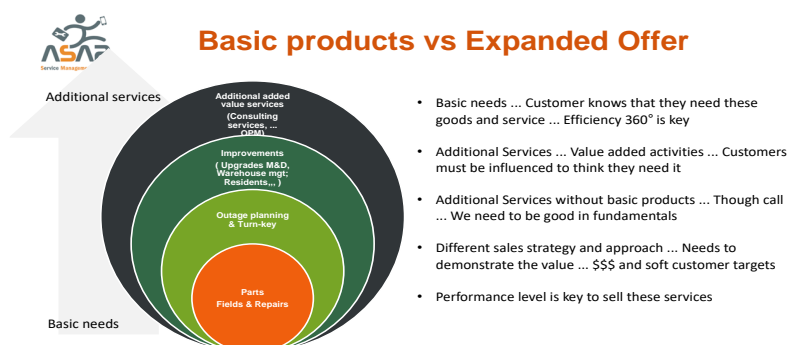 ASAP
Service Management
Basic products vs Expanded Offer
Additional services
Additional added
value services
(Consulting
services, ...
OPM)
Improvements
( Upgrades M&D,
Warehouse mgt;
Residents,,, )
Outage planning
& Turn-key
Parts
Fields & Repairs
Basic needs
• Basic needs ... Customer knows that they need these
goods and service ... Efficiency 360° is key
• Additional Services ... Value added activities ... Customers
must be influenced to think they need it
• Additional Services without basic products ... Though call
... We need to be good in fundamentals
• Different sales strategy and approach ... Needs to
demonstrate the value ... $$$ and soft customer targets
• Performance level is key to sell these services